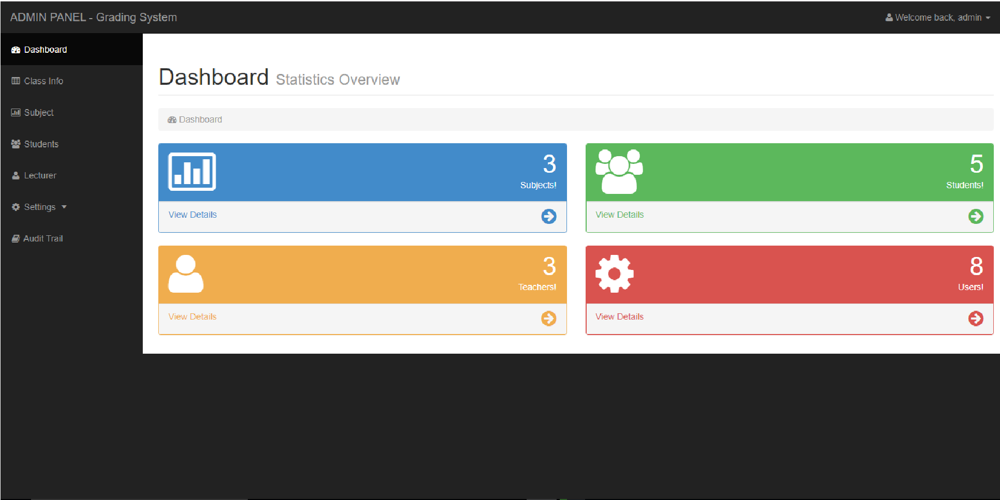 ADMIN PANEL - Grading System
Welcome back, admin
Dashboard
Class Info
Subject
Students
Lecturer
Settings
Audit Trail
Dashboard Statistics Overview
Dashboard
3
Subjects!
View Details
5
Students!
View Details
3
Teachers!
View Details
8
Users!
View Details